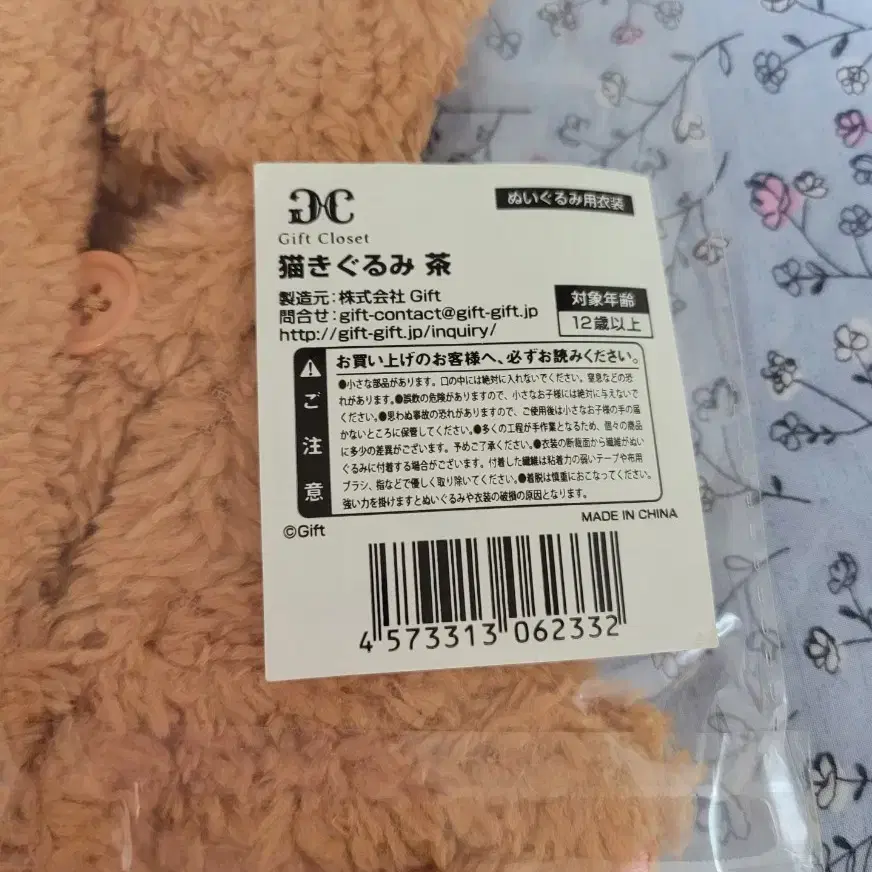 GC
Gift Closet
ぬいぐるみ用衣装
猫きぐるみ 茶
製造元:株式会社 Gift
問合せ:gift-contact@gift-gift.jp
http://gift-gift.jp/inquiry/
対象年齢
12歳以上
ご注意
お買い上げのお客様へ、必ずお読みください。
●小さな部品があります。口の中には絶対に入れないでください。窒息などの恐
れがあります。●誤飲の危険がありますので、小さなお子様には絶対に与えないで
ください。●思わぬ事故の恐れがありますので、ご使用後は小さなお子様の手の届
かないところに保管してください。●多くの工程が手作業となるため、個々の商品
に多少の差異がございます。予めご了承ください。●衣装の断裁面から繊維がぬい
ぐるみに付着する場合がございます。付着した繊維は粘着力の弱いテープや布用
ブラシ、指などで優しく取り除いてください。●着脱は慎重におこなってください。
強い力を掛けますとぬいぐるみや衣装の破損の原因となります。
©Gift
MADE IN CHINA
4 573313 062332